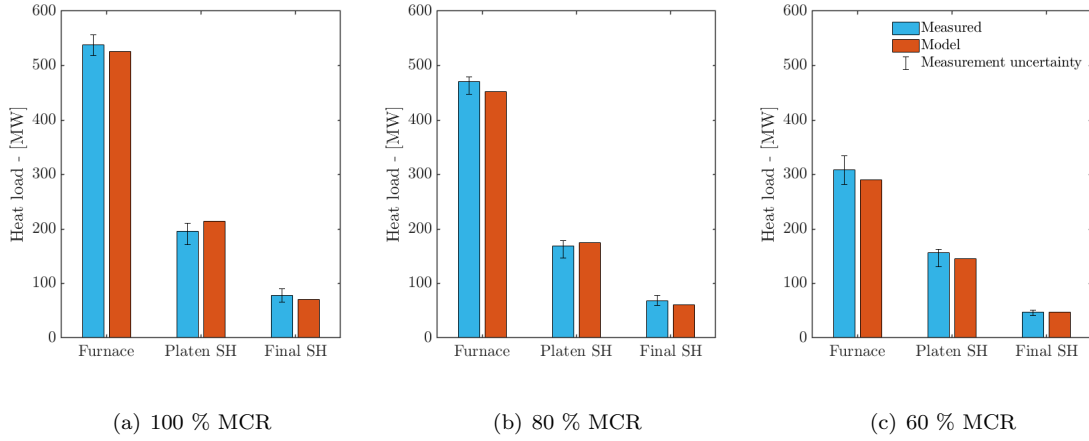 600
500
400
300
200
100
0
Heat load - [MW]
Furnace
Platen SH
Final SH
(a) 100 % MCR
600
500
400
300
200
100
0
Heat load - [MW]
Furnace
Platen SH
Final SH
(b) 80 % MCR
600
500
400
300
200
100
0
Heat load - [MW]
Measured
Model
Measurement uncertainty
Furnace
Platen SH
Final SH
(c) 60 % MCR